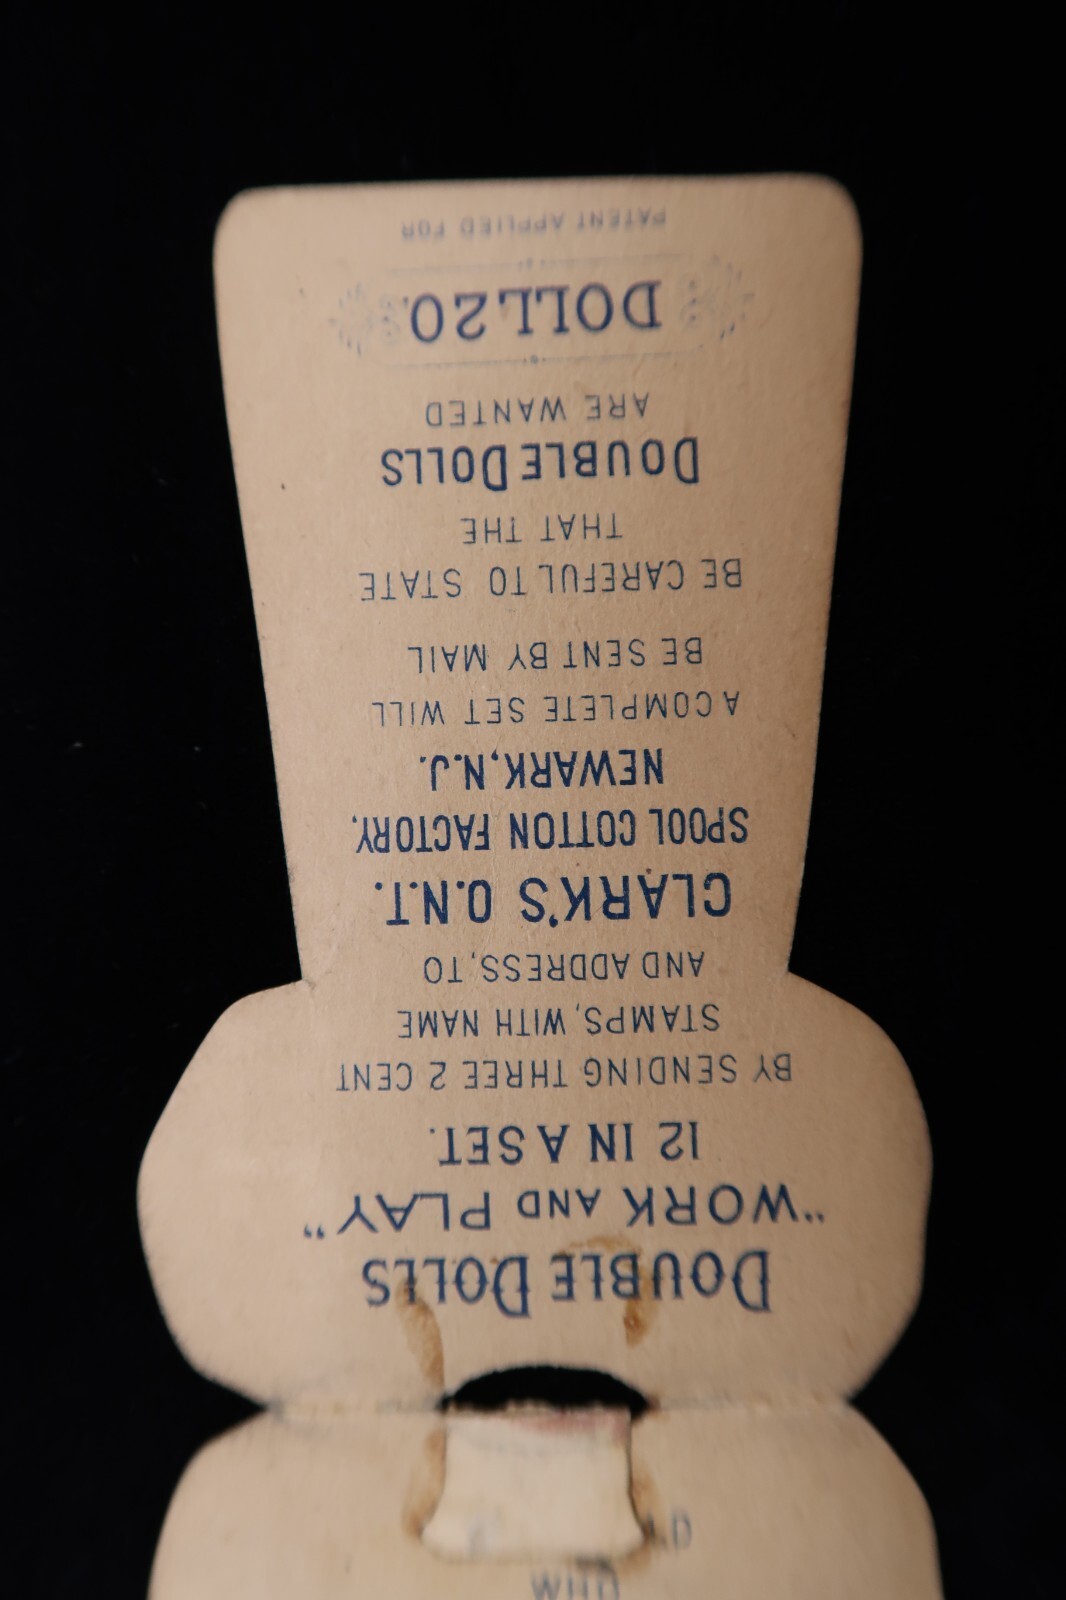 DOUBLE DOLLS
"WORK AND PLAY"
12 IN A SET.
BY SENDING THREE 2 CENT
STAMPS, WITH NAME
AND ADDRESS, TO
CLARK'S O.N.T.
SPOOL COTTON FACTORY.
NEWARK, N.J.
A COMPLETE SET WILL
BE SENT BY MAIL
BE CAREFUL TO STATE
THAT THE
DOUBLE DOLLS
ARE WANTED
DOLL 20.
PATENT APPLIED FOR